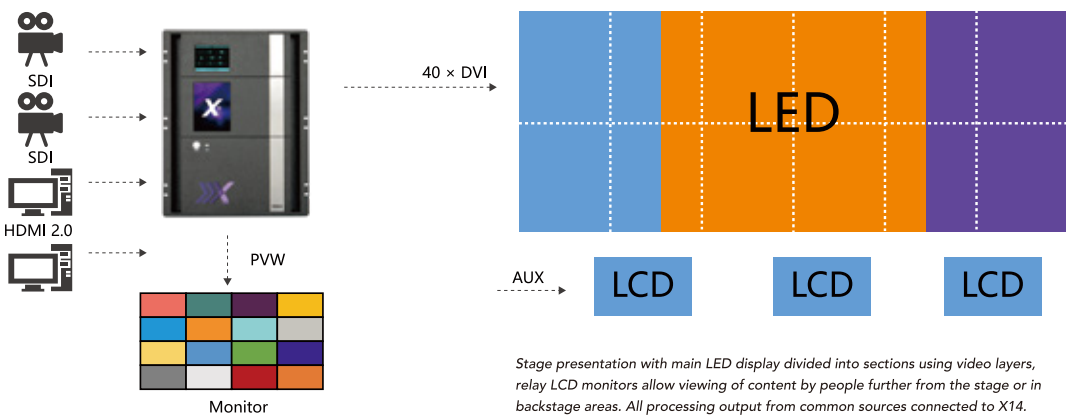 SDI
SDI
HDMI 2.0
X
40 × DVI
PVW
Monitor
LED
AUX
LCD
LCD
LCD
Stage presentation with main LED display divided into sections using video layers,
relay LCD monitors allow viewing of content by people further from the stage or in
backstage areas. All processing output from common sources connected to X14.